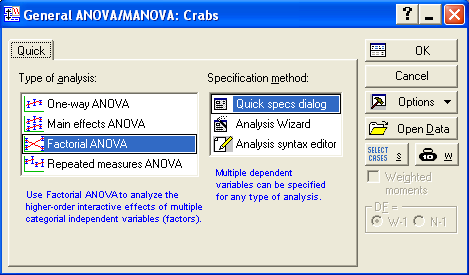 General ANOVA/MANOVA: Crabs
Quick
Type of analysis:
One-way ANOVA
Main effects ANOVA
Factorial ANOVA
Repeated measures ANOVA
Use Factorial ANOVA to analyze the
higher-order interactive effects of multiple
categorial independent variables (factors).
Specification method:
Quick specs dialog
Analysis Wizard
Analysis syntax editor
Multiple dependent
variables can be specified
for any type of analysis.
OK
Cancel
Options
Open Data
SELECT
CASES S
W
Weighted
moments
DF =
W-1 N-1